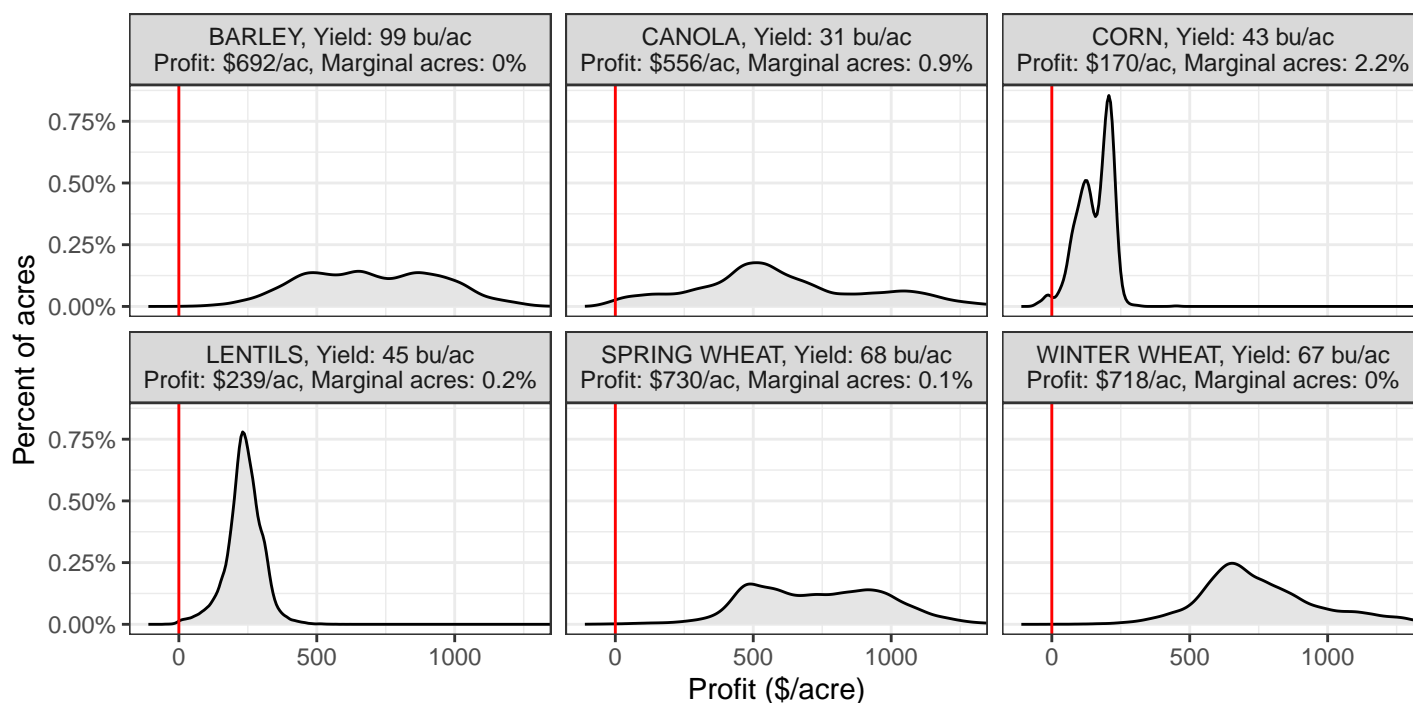 BARLEY, Yield: 99 bu/ac
Profit: $692/ac, Marginal acres: 0%
CANOLA, Yield: 31 bu/ac
Profit: $556/ac, Marginal acres: 0.9%
CORN, Yield: 43 bu/ac
Profit: $170/ac, Marginal acres: 2.2%
0.75%
0.50%
0.25%
0.00%
LENTILS, Yield: 45 bu/ac
Profit: $239/ac, Marginal acres: 0.2%
SPRING WHEAT, Yield: 68 bu/ac
Profit: $730/ac, Marginal acres: 0.1%
WINTER WHEAT, Yield: 67 bu/ac
Profit: $718/ac, Marginal acres: 0%
0.75%
0.50%
0.25%
0.00%
Percent of acres
0 500 1000
0 500 1000
0 500 1000
Profit ($/acre)